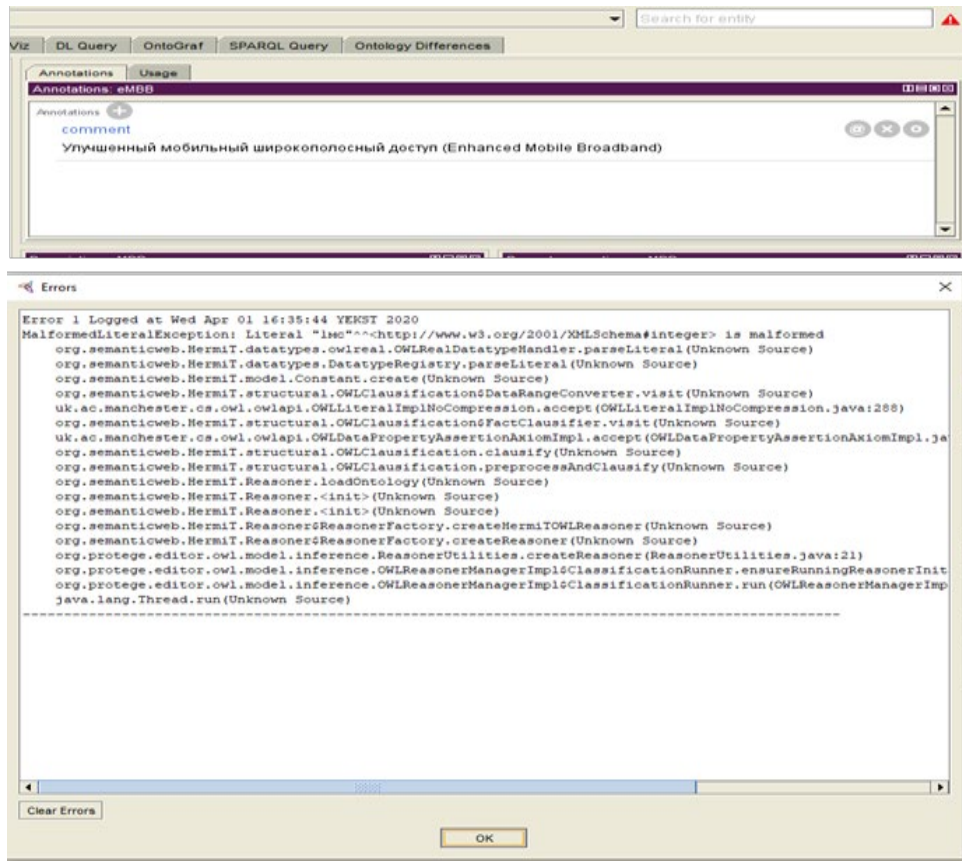 Search for entity
Viz DL Query OntoGraf SPARQL Query Ontology Differences
Annotations Usage
Annotations: eMBB
Annotations
comment
Улучшенный мобильный широкополосный доступ (Enhanced Mobile Broadband)
Errors
Error 1 Logged at Wed Apr 01 16:35:44 YEKST 2020
MalformedLiteralException: Literal "1мс"^^<http://www.w3.org/2001/XMLSchema#integer> is malformed
org.semanticweb.HermiT.datatypes.owlreal.OWLRealDatatypeHandler.parseLiteral(Unknown Source)
org.semanticweb.HermiT.datatypes.DatatypeRegistry.parseLiteral(Unknown Source)
org.semanticweb.HermiT.model.Constant.create(Unknown Source)
org.semanticweb.HermiT.structural.OWLClausification$DataRangeConverter.visit(Unknown Source)
uk.ac.manchester.cs.owl.owlapi.OWLLiteralImplNoCompression.accept(OWLLiteralImplNoCompression.java:288)
org.semanticweb.HermiT.structural.OWLClausification$FactClausifier.visit(Unknown Source)
uk.ac.manchester.cs.owl.owlapi.OWLDataPropertyAssertionAxiomImpl.accept(OWLDataPropertyAssertionAxiomImpl.ja
org.semanticweb.HermiT.structural.OWLClausification.clausify(Unknown Source)
org.semanticweb.HermiT.structural.OWLClausification.preprocessAndClausify(Unknown Source)
org.semanticweb.HermiT.Reasoner.loadOntology(Unknown Source)
org.semanticweb.HermiT.Reasoner.<init>(Unknown Source)
org.semanticweb.HermiT.Reasoner.<init>(Unknown Source)
org.semanticweb.HermiT.Reasoner$ReasonerFactory.createHermiTOWLReasoner(Unknown Source)
org.semanticweb.HermiT.Reasoner$ReasonerFactory.createReasoner(Unknown Source)
org.protege.editor.owl.model.inference.ReasonerUtilities.createReasoner(ReasonerUtilities.java:21)
org.protege.editor.owl.model.inference.OWLReasonerManagerImpl$ClassificationRunner.ensureRunningReasonerInit
org.protege.editor.owl.model.inference.OWLReasonerManagerImpl$ClassificationRunner.run(OWLReasonerManagerImp
java.lang.Thread.run(Unknown Source)
Clear Errors
OK